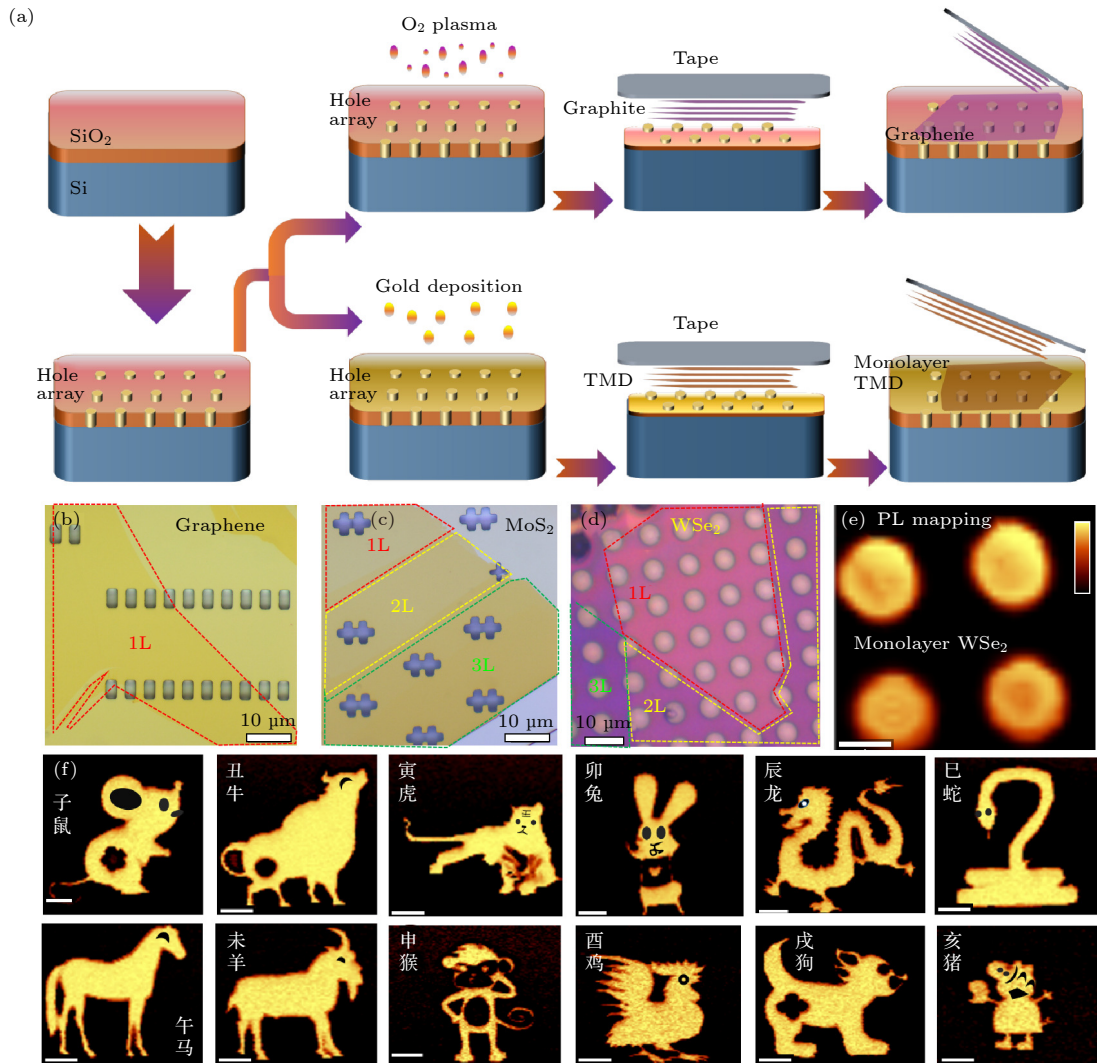 (a)
O₂ plasma
Tape
Hole
array
Graphite
Graphene
SiO₂
Si
Gold deposition
Tape
Hole
array
Hole
array
TMD
Monolayer
TMD
(b)
Graphene
1L
10 µm
(c)
MoS₂
1L
2L
3L
10 µm
(d)
WSe₂
1L
2L
10 µm
(e)
PL mapping
Monolayer WSe₂
(f)
子
鼠
丑
牛
寅
虎
卯
兔
辰
龙
巳
蛇
午
马
未
羊
申
猴
酉
鸡
戌
狗
亥
猪